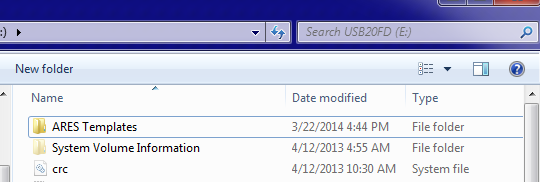 :) Search USB20FD (E:)
New folder
Name Date modified Type
ARES Templates 3/22/2014 4:44 PM File folder
System Volume Information 4/12/2013 4:55 AM File folder
crc 4/12/2013 10:30 AM System file